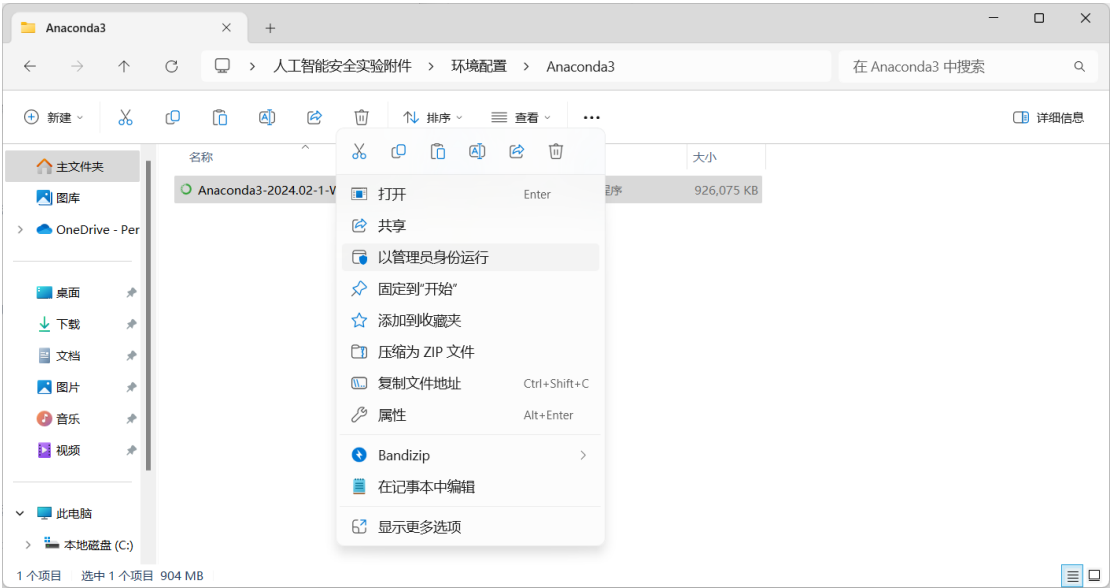 Anaconda3
人工智能安全实验附件 > 环境配置 > Anaconda3
在 Anaconda3 中搜索
新建
排序
查看
详细信息
主文件夹
图库
OneDrive - Per
桌面
下载
文档
图片
音乐
视频
此电脑
本地磁盘 (C:)
名称
大小
Anaconda3-2024.02-1-W
程序
926,075 KB
打开 Enter
共享
以管理员身份运行
固定到"开始"
添加到收藏夹
压缩为 ZIP 文件
复制文件地址 Ctrl+Shift+C
属性 Alt+Enter
Bandizip
在记事本中编辑
显示更多选项
1 个项目 选中 1 个项目 904 MB